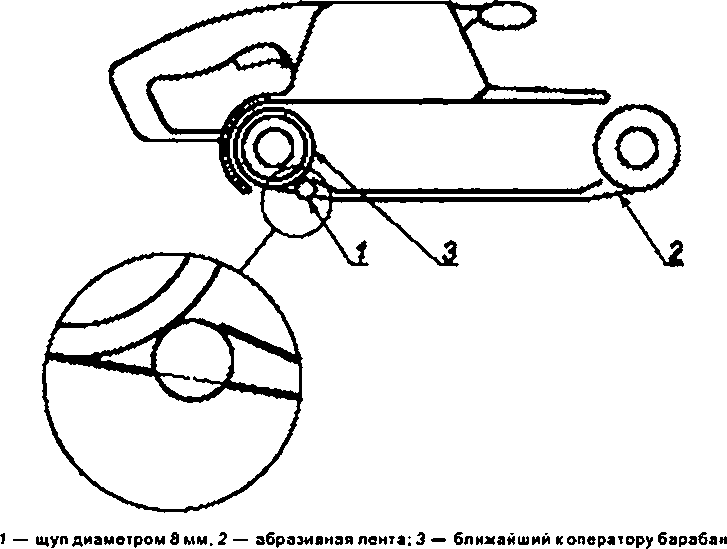 1 3 2
1 — щуп диаметром 8 мм. 2 — абразивная лента; 3 — ближайший к оператору барабан